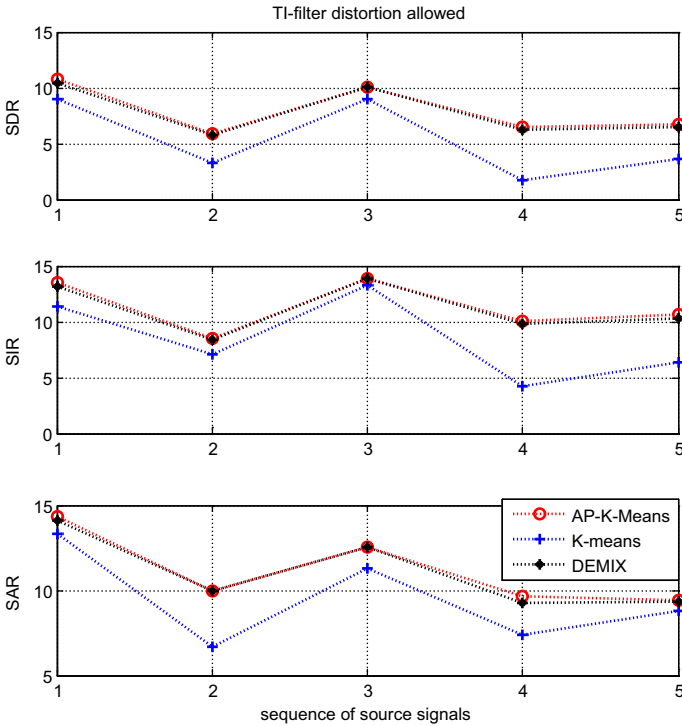 TI-filter distortion allowed
15
10
5
0
SDR
1 2 3 4 5
15
10
5
0
SIR
1 2 3 4 5
15
10
5
SAR
AP-K-Means
K-means
DEMIX
1 2 3 4 5
sequence of source signals